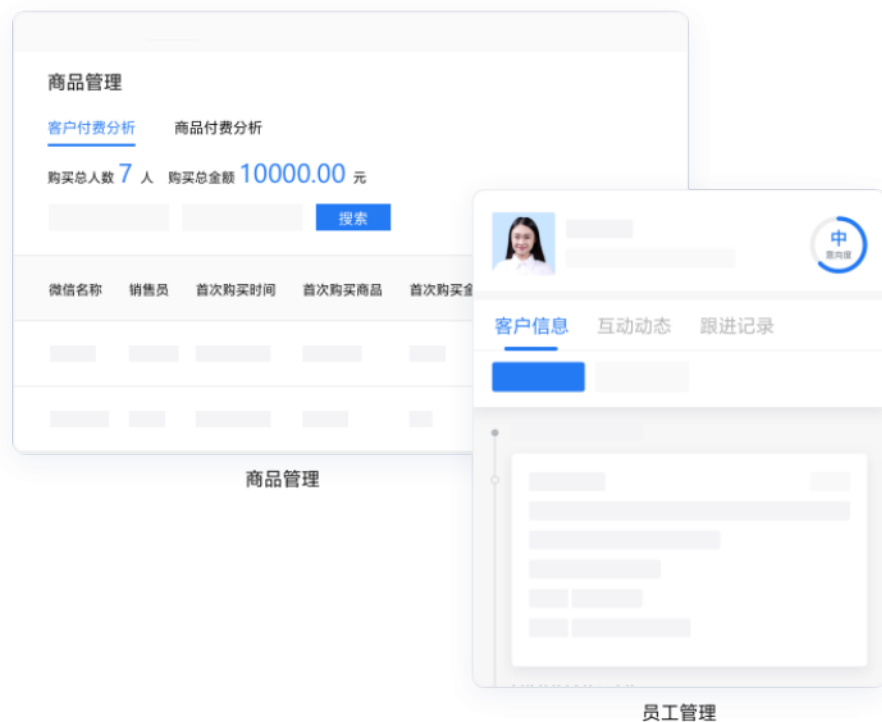 商品管理
客户付费分析 商品付费分析
购买总人数 7 人 购买总金额 10000.00 元
搜索
微信名称 销售员 首次购买时间 首次购买商品 首次购买金
商品管理
中
意向度
客户信息 互动动态 跟进记录
员工管理